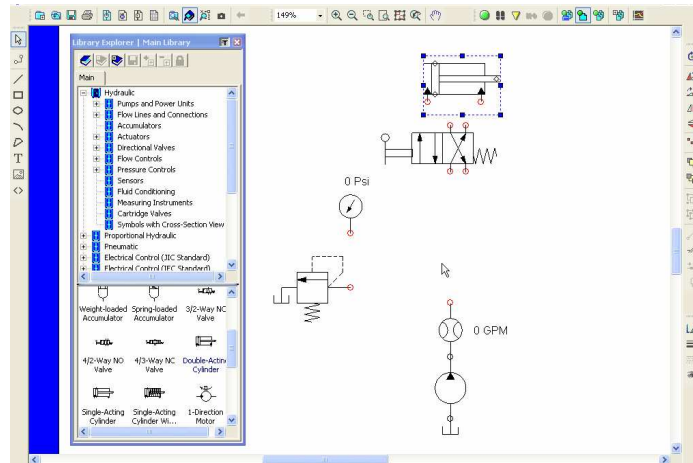 149%
Library Explorer | Main Library
Main
Hydraulic
Pumps and Power Units
Flow Lines and Connections
Accumulators
Actuators
Directional Valves
Flow Controls
Pressure Controls
Sensors
Fluid Conditioning
Measuring Instruments
Cartridge Valves
Symbols with Cross-Section View
Proportional Hydraulic
Pneumatic
Electrical Control (JIC Standard)
Electrical Control (IEC Standard)
Weight-loaded Accumulator
Spring-loaded Accumulator
3/2-Way NC Valve
4/2-Way NO Valve
4/3-Way NC Valve
Double-Acting Cylinder
Single-Acting Cylinder
Single-Acting Cylinder Wi...
1-Direction Motor
0 Psi
0 GPM
T